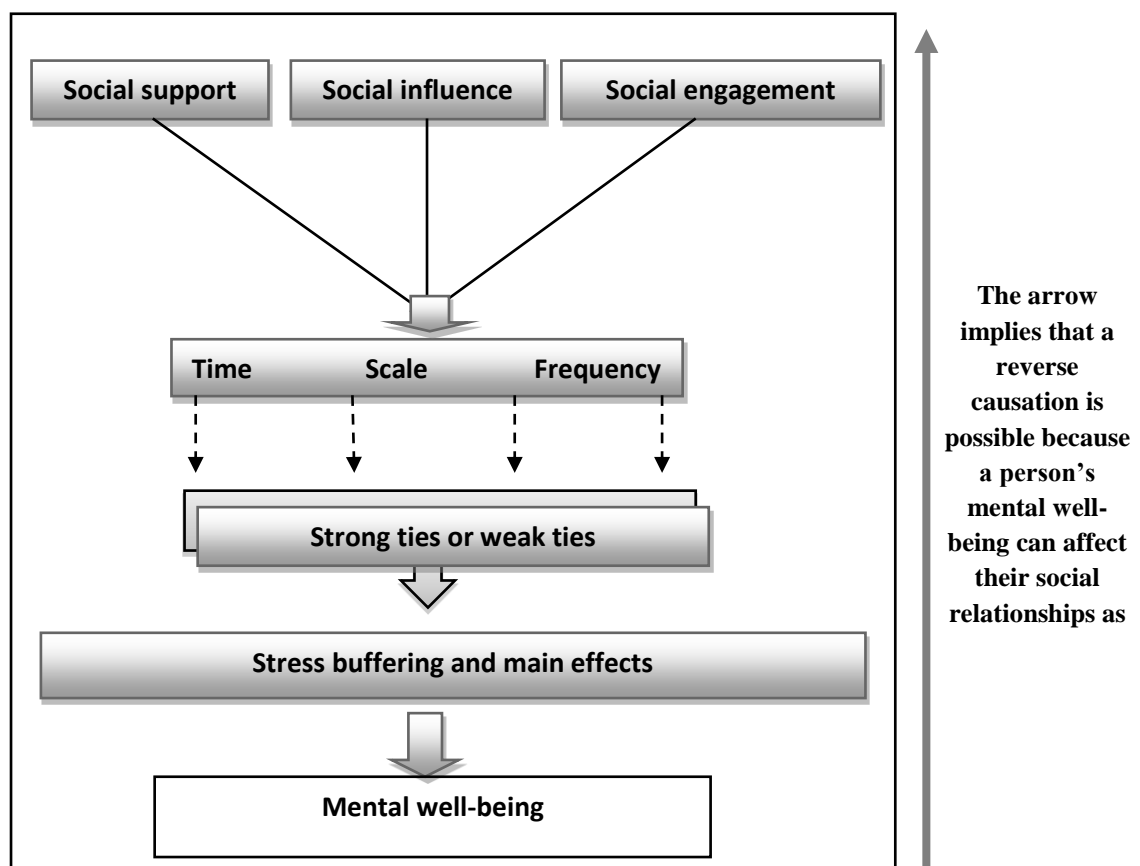 Social support Social influence Social engagement
Time Scale Frequency
Strong ties or weak ties
Stress buffering and main effects
Mental well-being
The arrow
implies that a
reverse
causation is
possible because
a person’s
mental well-
being can affect
their social
relationships as